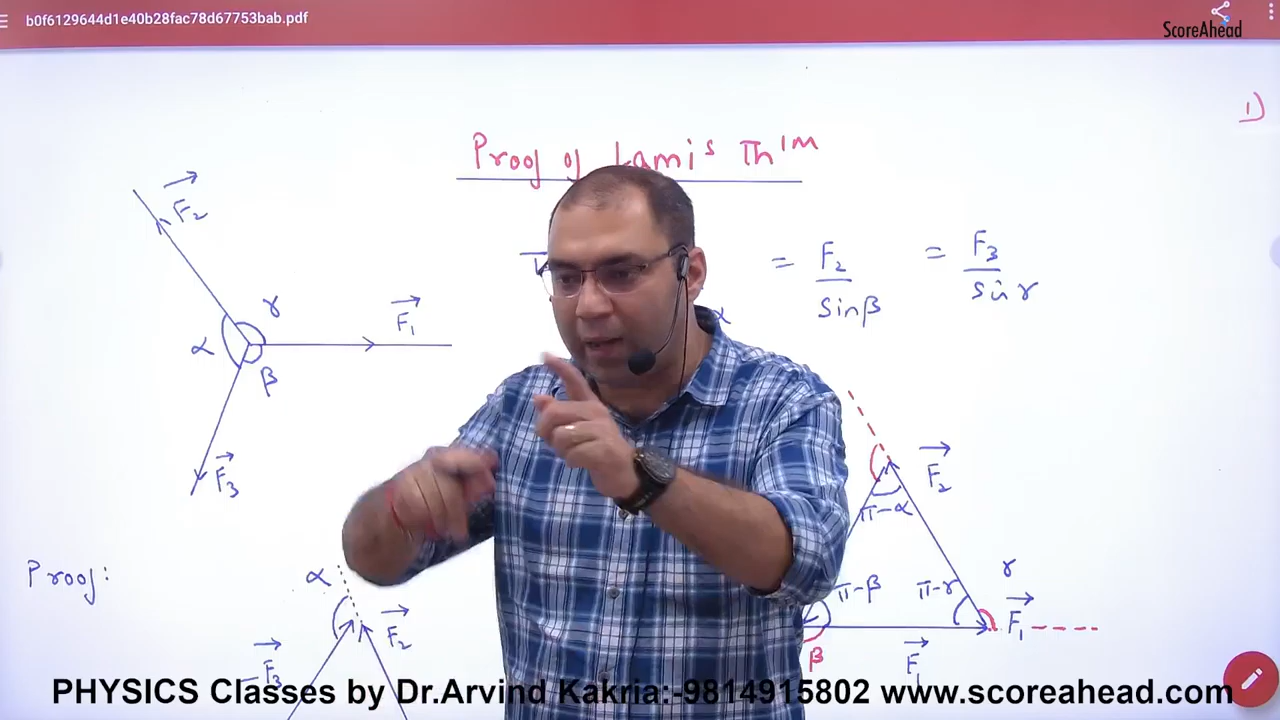 b0f6129644d1e40b28fac78d67753bab.pdf
ScoreAhead
1)
Proof of Lami's Th^m
F₂
γ
α
F₁
β
F₃
= F₂ / sinβ = F₃ / sinγ
α
F₂
π-α
Proof:
α
F₂
-F₃
π-β
π-γ
γ
F₁
β
F₁
PHYSICS Classes by Dr.Arvind Kakria:-9814915802 www.scoreahead.com